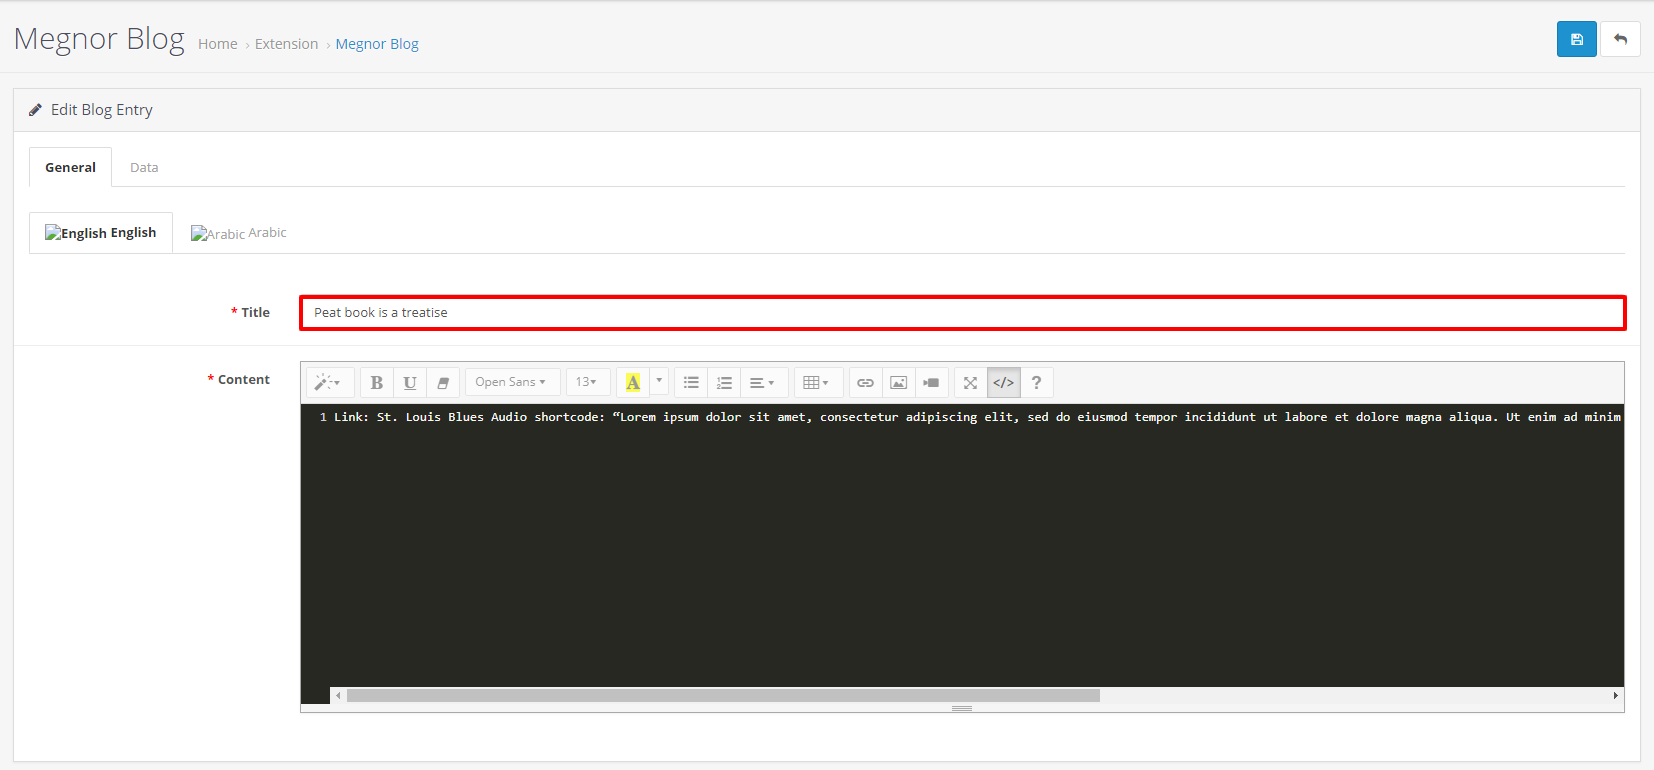 Megnor Blog Home › Extension › Megnor Blog
Edit Blog Entry
General Data
English English Arabic Arabic
* Title Peat book is a treatise
* Content
B U Open Sans 13 A </> ?
1 Link: St. Louis Blues Audio shortcode: “Lorem ipsum dolor sit amet, consectetur adipiscing elit, sed do eiusmod tempor incididunt ut labore et dolore magna aliqua. Ut enim ad minim